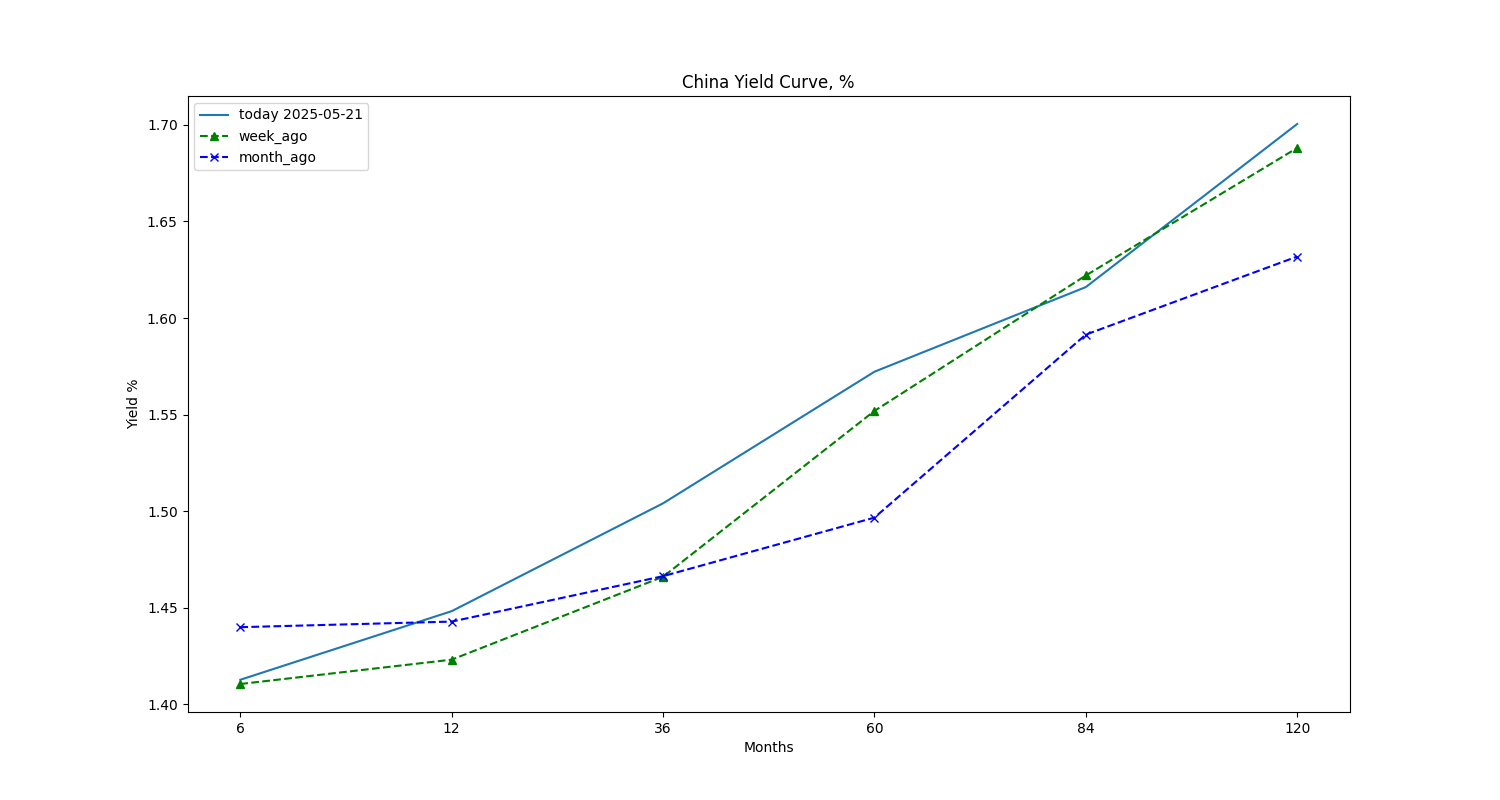 China Yield Curve, %
today 2025-05-21
week_ago
month_ago
1.70
1.65
1.60
1.55
1.50
1.45
1.40
Yield %
6 12 36 60 84 120
Months